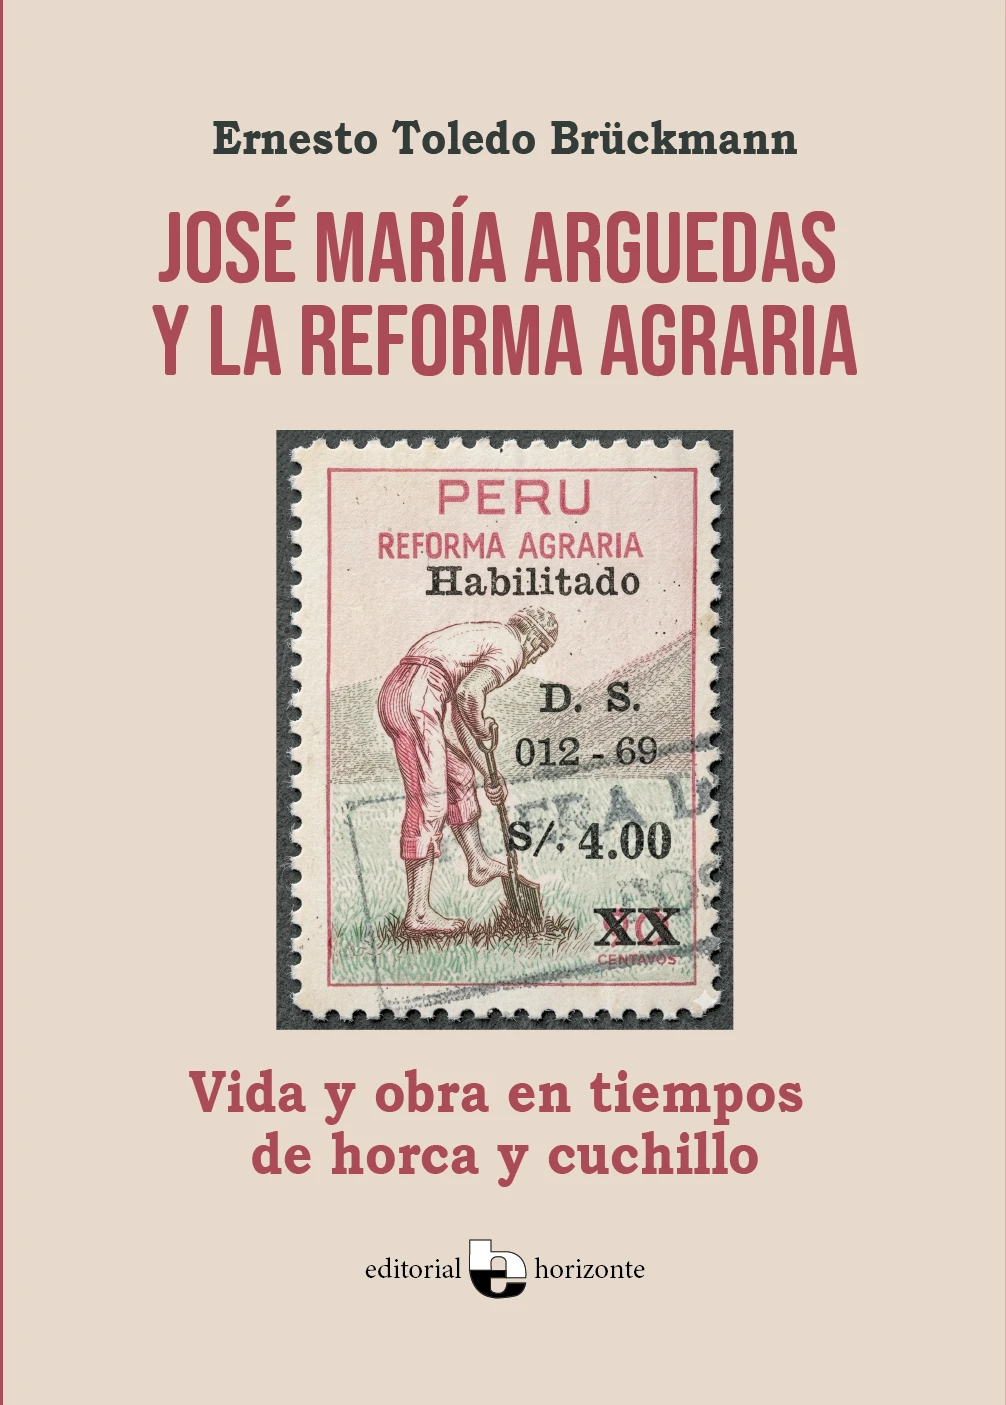 Ernesto Toledo Brückmann
JOSÉ MARÍA ARGUEDAS
Y LA REFORMA AGRARIA
PERU
REFORMA AGRARIA
Habilitado
D. S.
012 - 69
S/. 4.00
XX
CENTAVOS
Vida y obra en tiempos
de horca y cuchillo
editorial horizonte